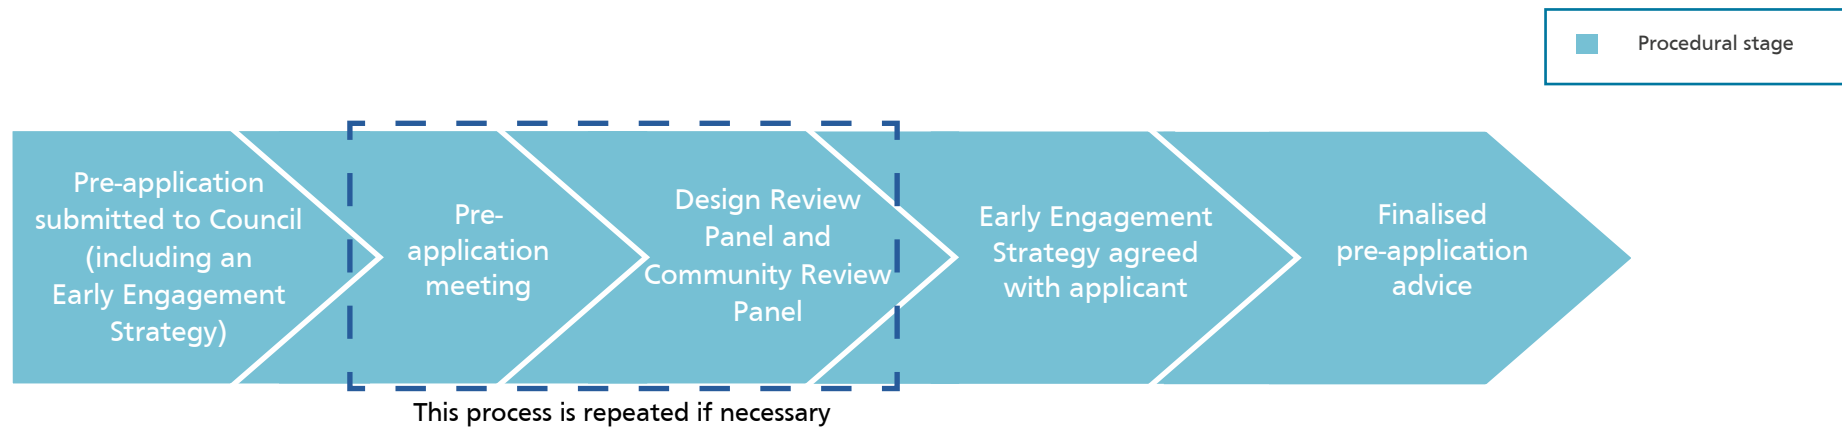 Procedural stage
Pre-application
submitted to Council
(including an
Early Engagement
Strategy)
Pre-
application
meeting
Design Review
Panel and
Community Review
Panel
Early Engagement
Strategy agreed
with applicant
Finalised
pre-application
advice
This process is repeated if necessary